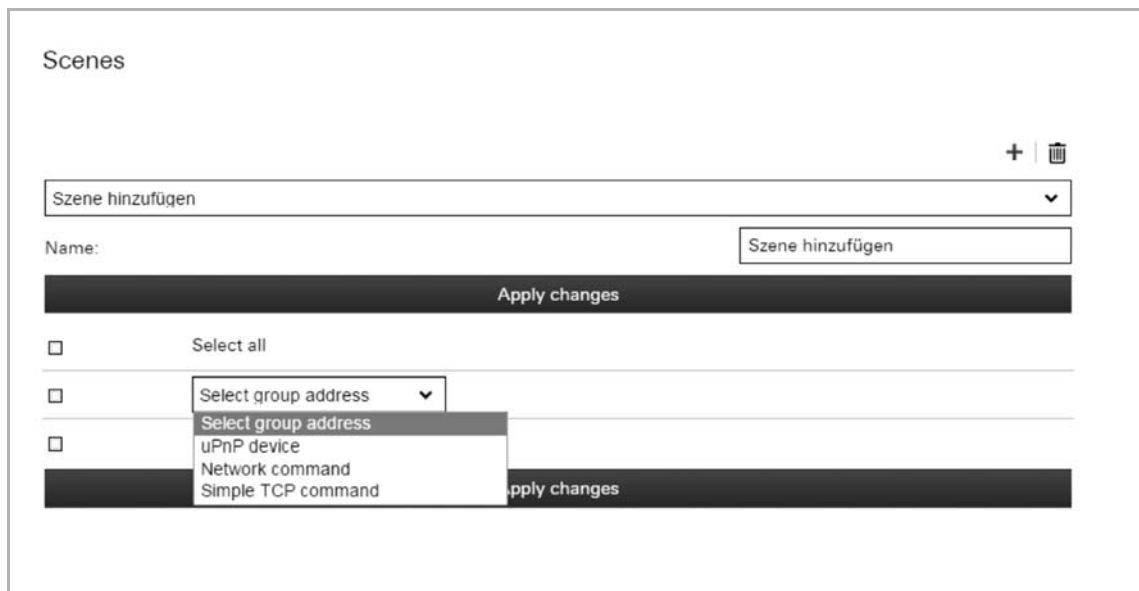 Scenes
Szene hinzufügen
Name:
Szene hinzufügen
Apply changes
Select all
Select group address
Select group address
uPnP device
Network command
Simple TCP command
Apply changes